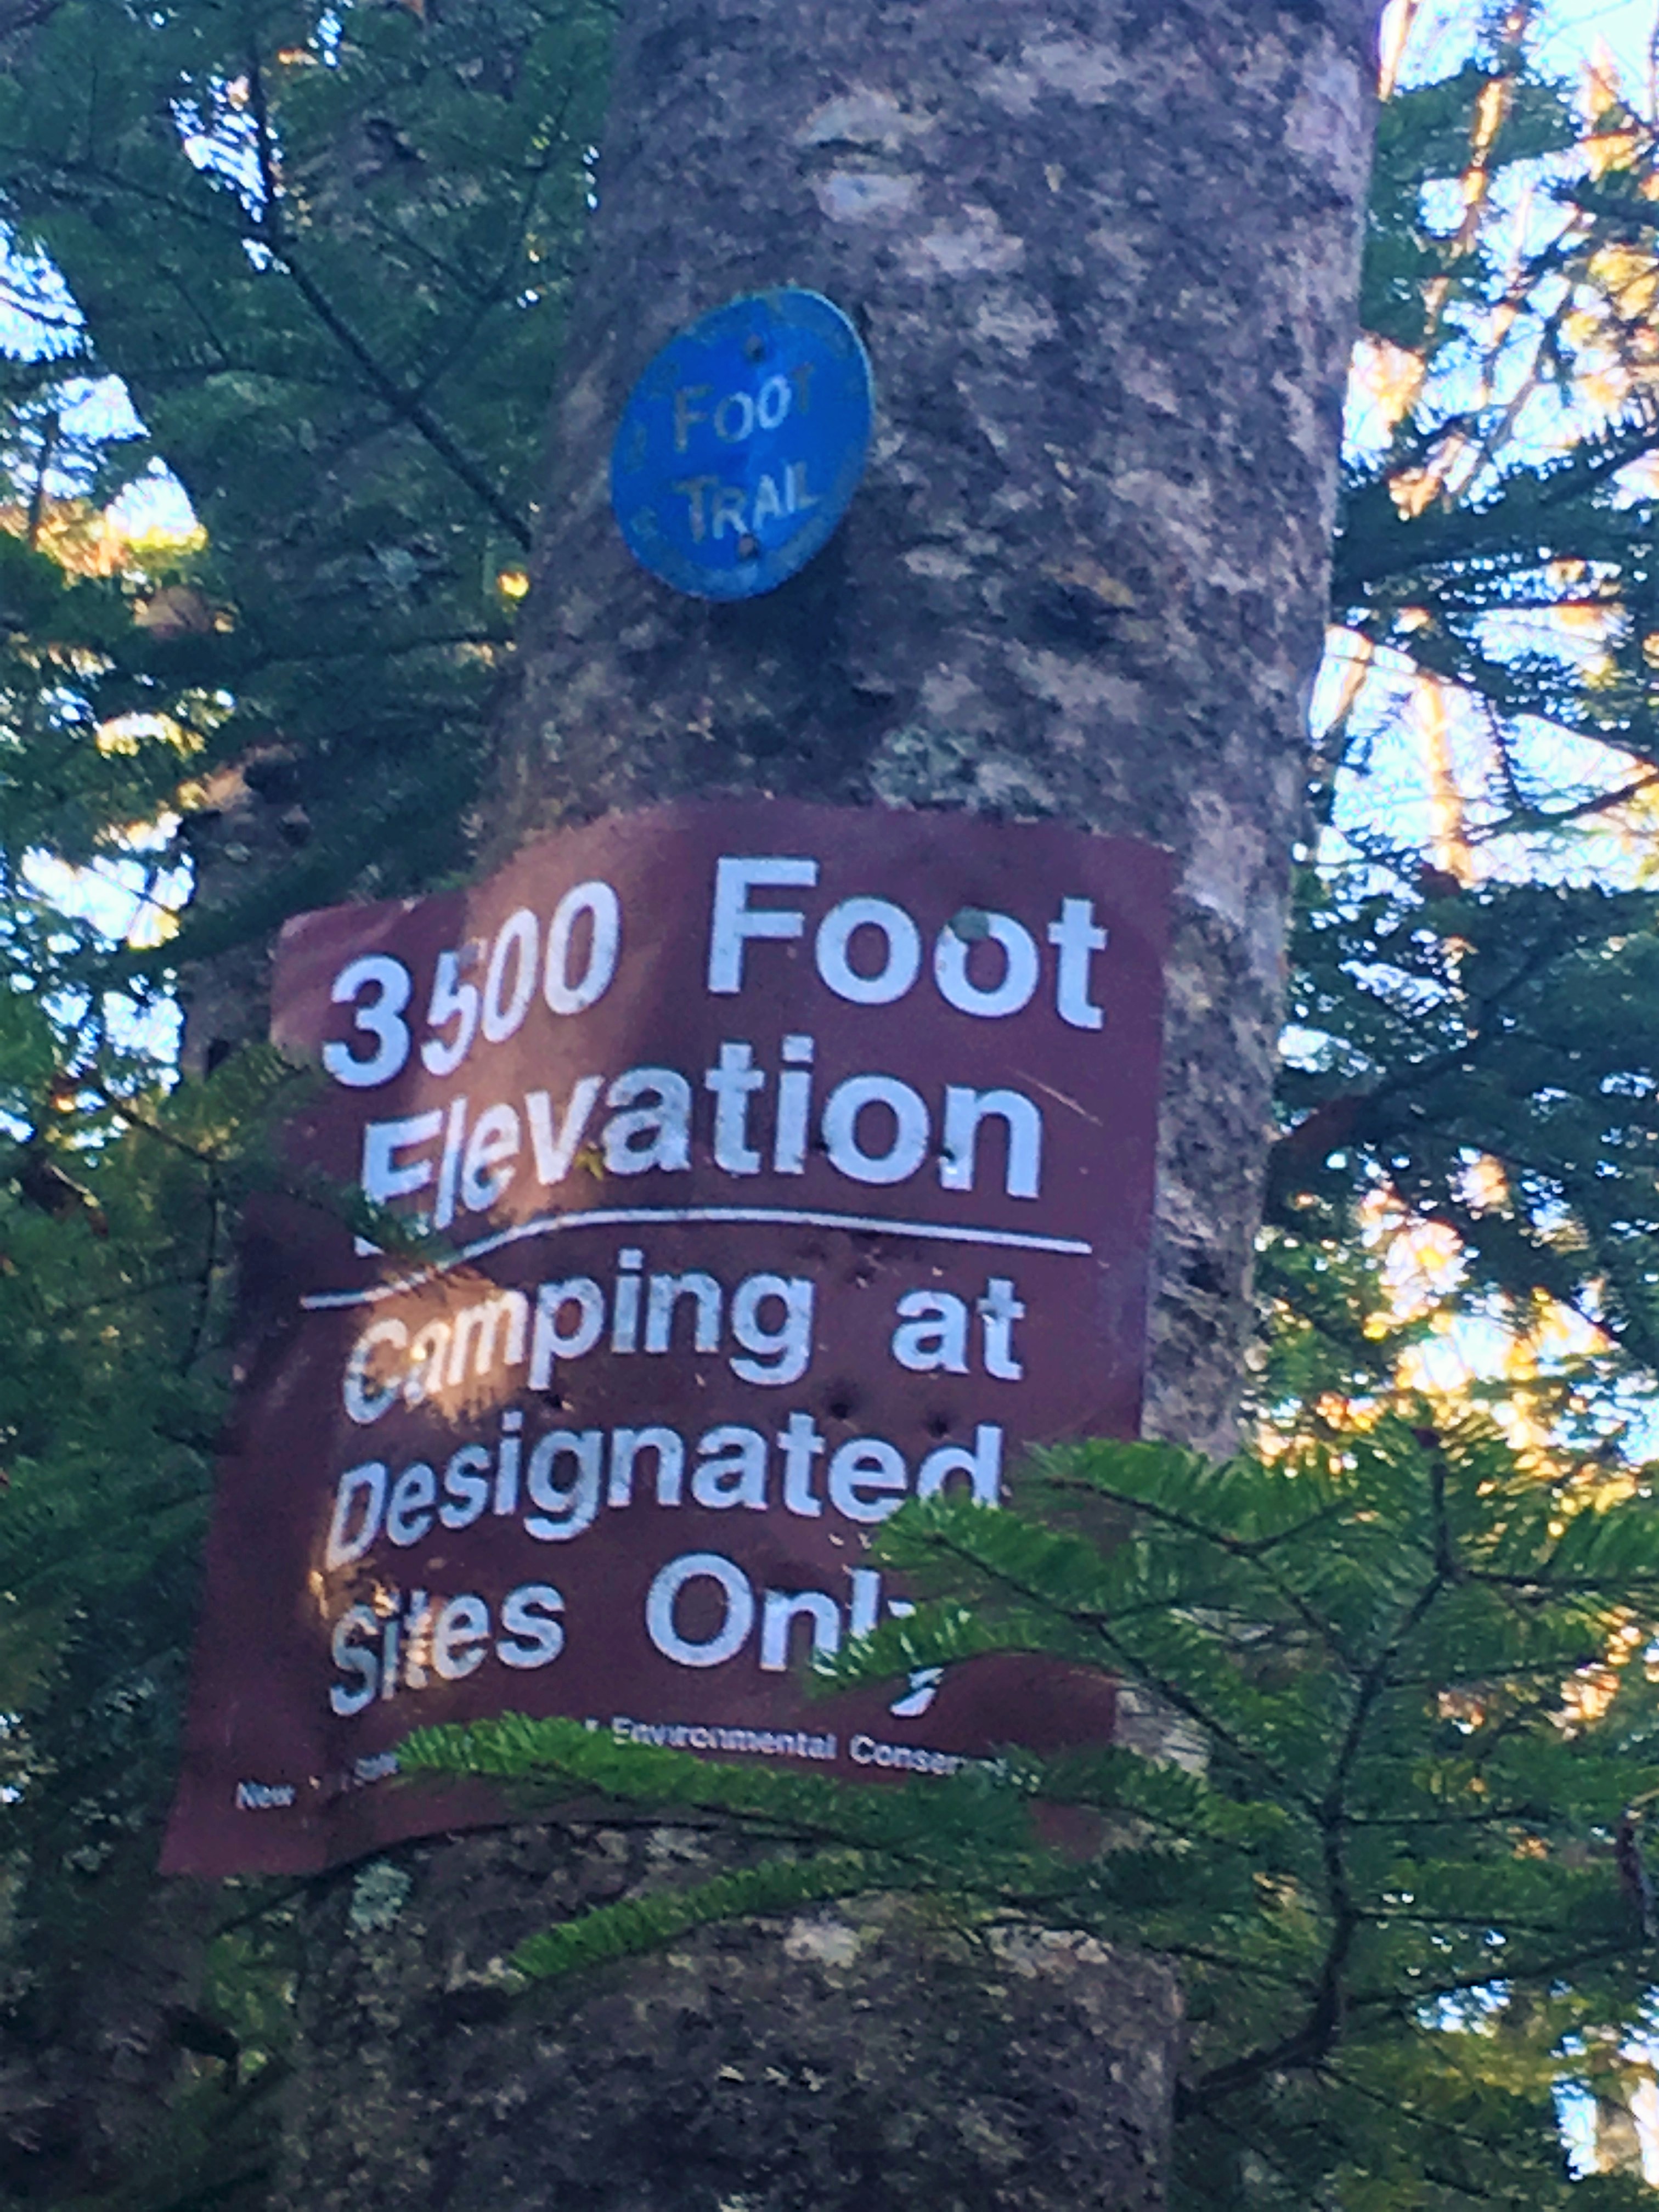 FOOT
TRAIL
3500 Foot
Elevation
Camping at
Designated
Sites Only
New Environmental